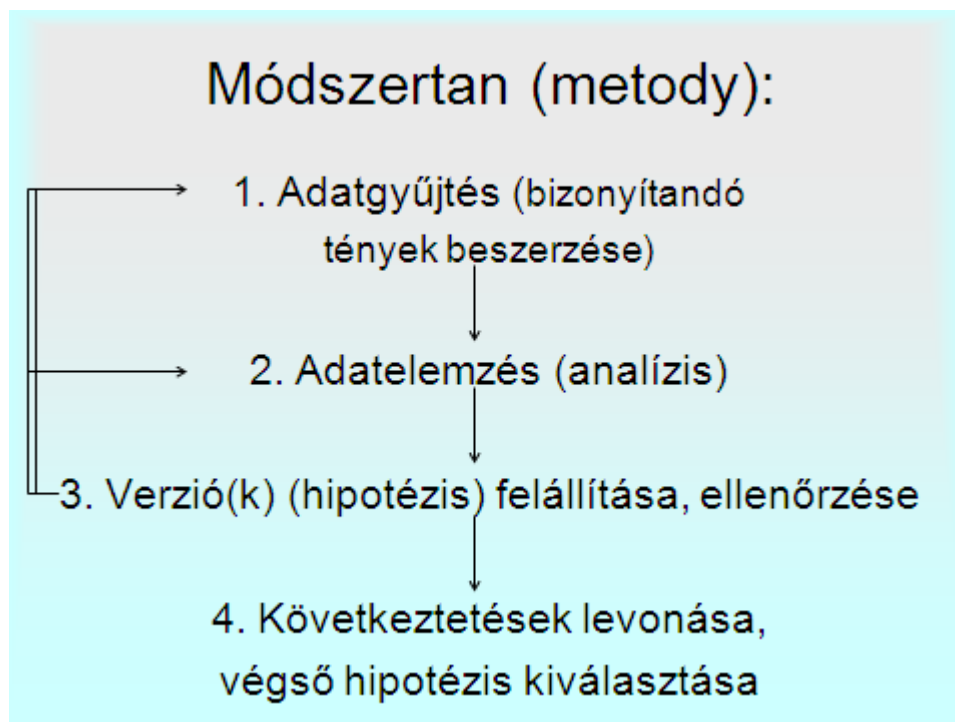 Módszertan (metody):
1. Adatgyűjtés (bizonyítandó
tények beszerzése)
2. Adatelemzés (analízis)
3. Verzió(k) (hipotézis) felállítása, ellenőrzése
4. Következtetések levonása,
végső hipotézis kiválasztása